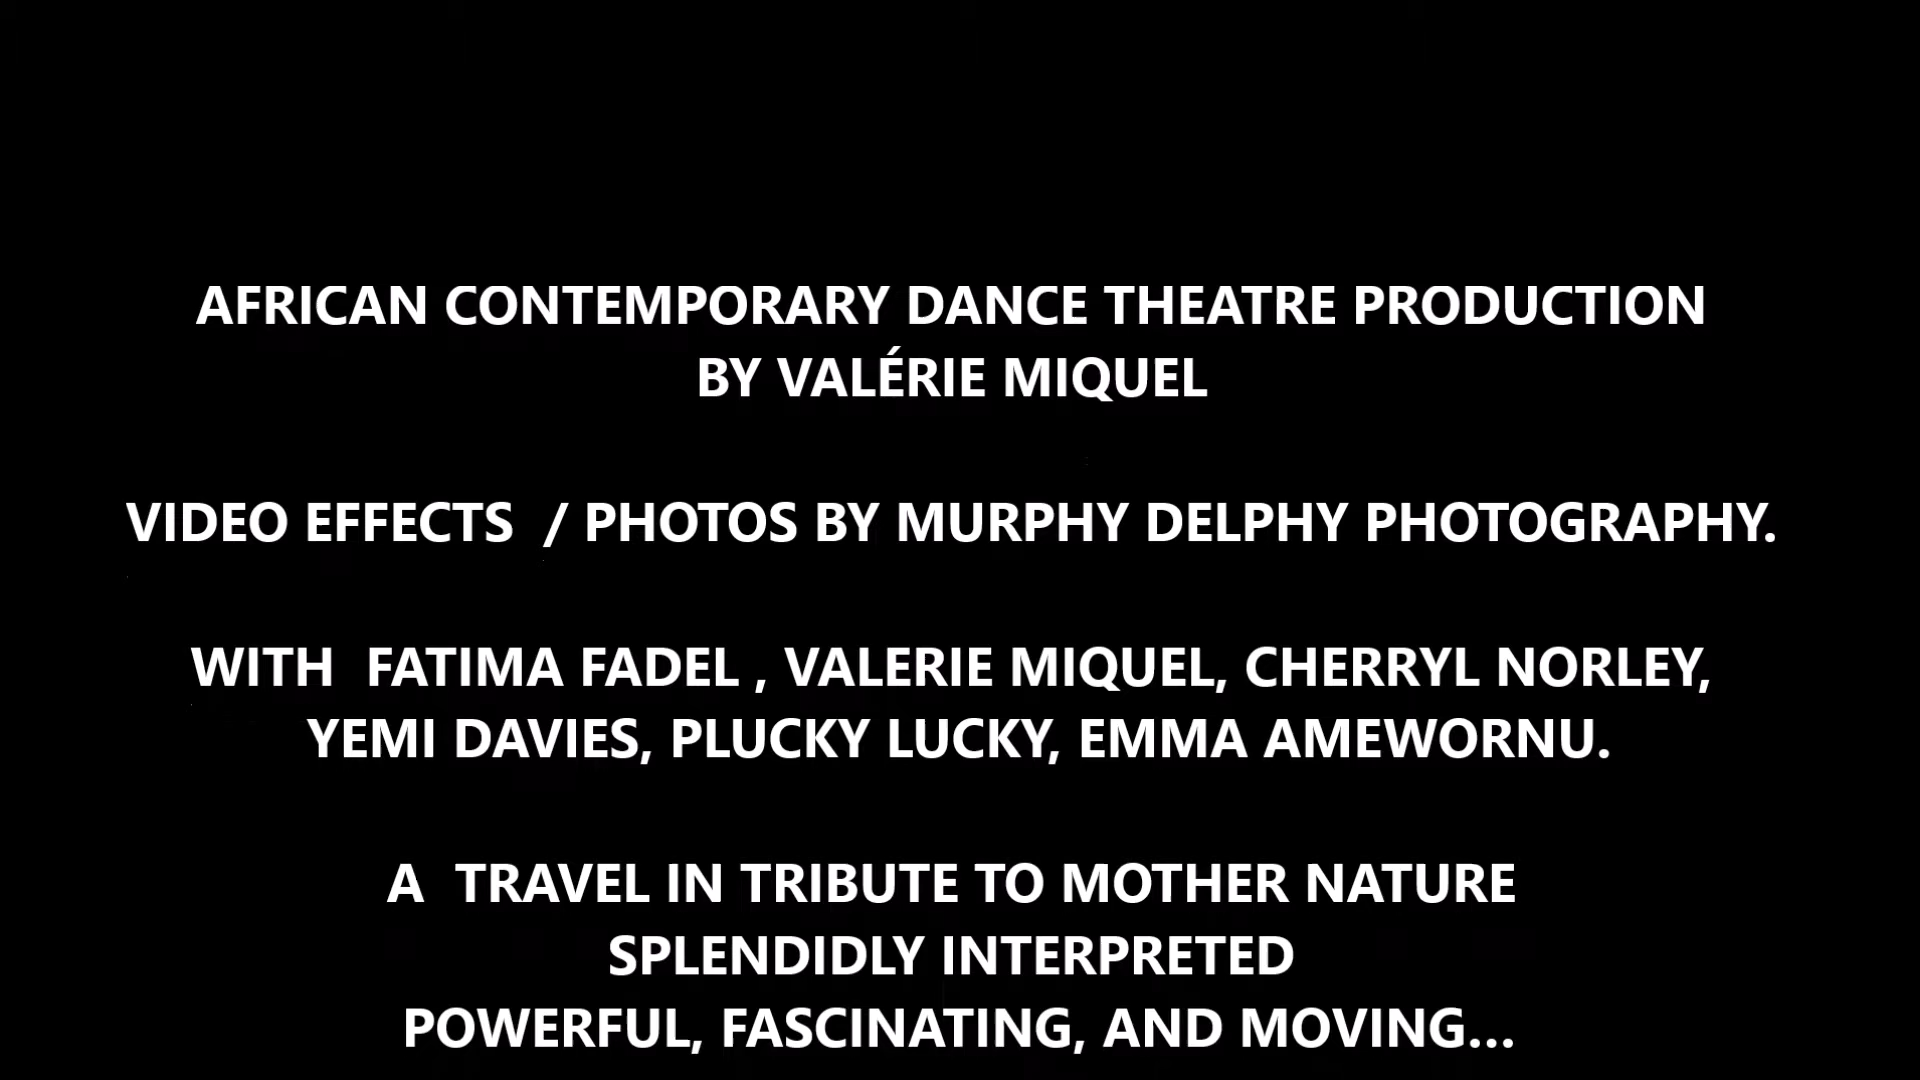 AFRICAN CONTEMPORARY DANCE THEATRE PRODUCTION
BY VALÉRIE MIQUEL
VIDEO EFFECTS  / PHOTOS BY MURPHY DELPHY PHOTOGRAPHY.
WITH  FATIMA FADEL , VALERIE MIQUEL, CHERRYL NORLEY,
YEMI DAVIES, PLUCKY LUCKY, EMMA AMEWORNU.
A  TRAVEL IN TRIBUTE TO MOTHER NATURE
SPLENDIDLY INTERPRETED
POWERFUL, FASCINATING, AND MOVING...